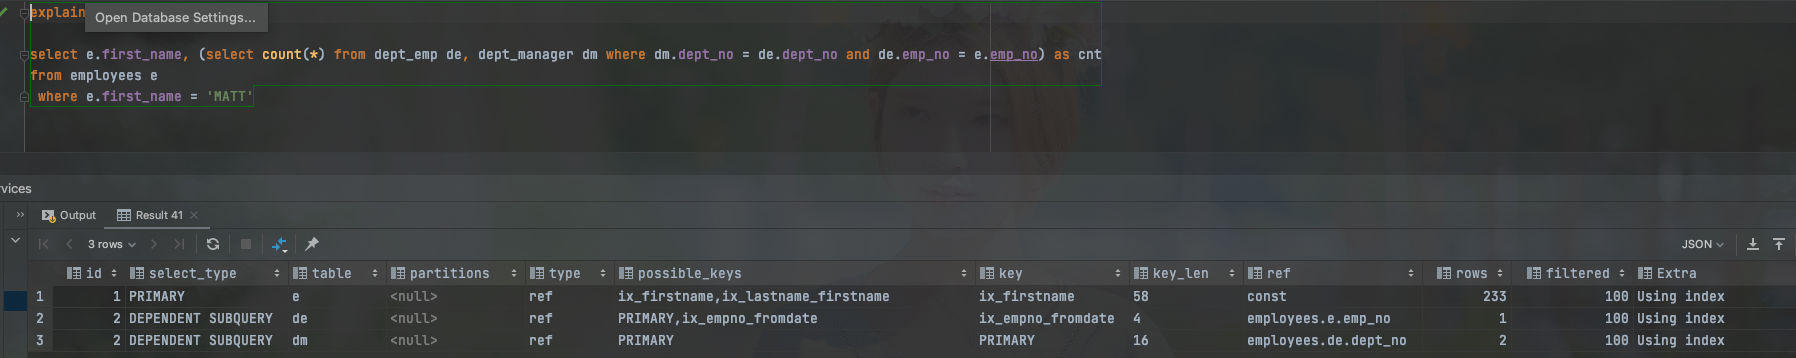 explain
Open Database Settings...
select e.first_name, (select count(*) from dept_emp de, dept_manager dm where dm.dept_no = de.dept_no and de.emp_no = e.emp_no) as cnt
from employees e
where e.first_name = 'MATT'
rvices
Output Result 41
3 rows JSON
id select_type table partitions type possible_keys key key_len ref rows filtered Extra
1 1 PRIMARY e <null> ref ix_firstname,ix_lastname_firstname ix_firstname 58 const 233 100 Using index
2 2 DEPENDENT SUBQUERY de <null> ref PRIMARY,ix_empno_fromdate ix_empno_fromdate 4 employees.e.emp_no 1 100 Using index
3 2 DEPENDENT SUBQUERY dm <null> ref PRIMARY PRIMARY 16 employees.de.dept_no 2 100 Using index